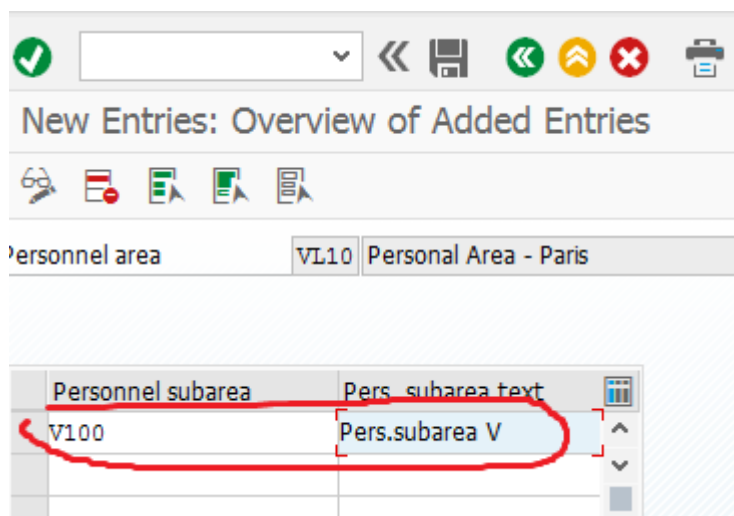 New Entries: Overview of Added Entries
Personnel area VL10 Personal Area - Paris
Personnel subarea Pers. subarea text
V100 Pers.subarea V